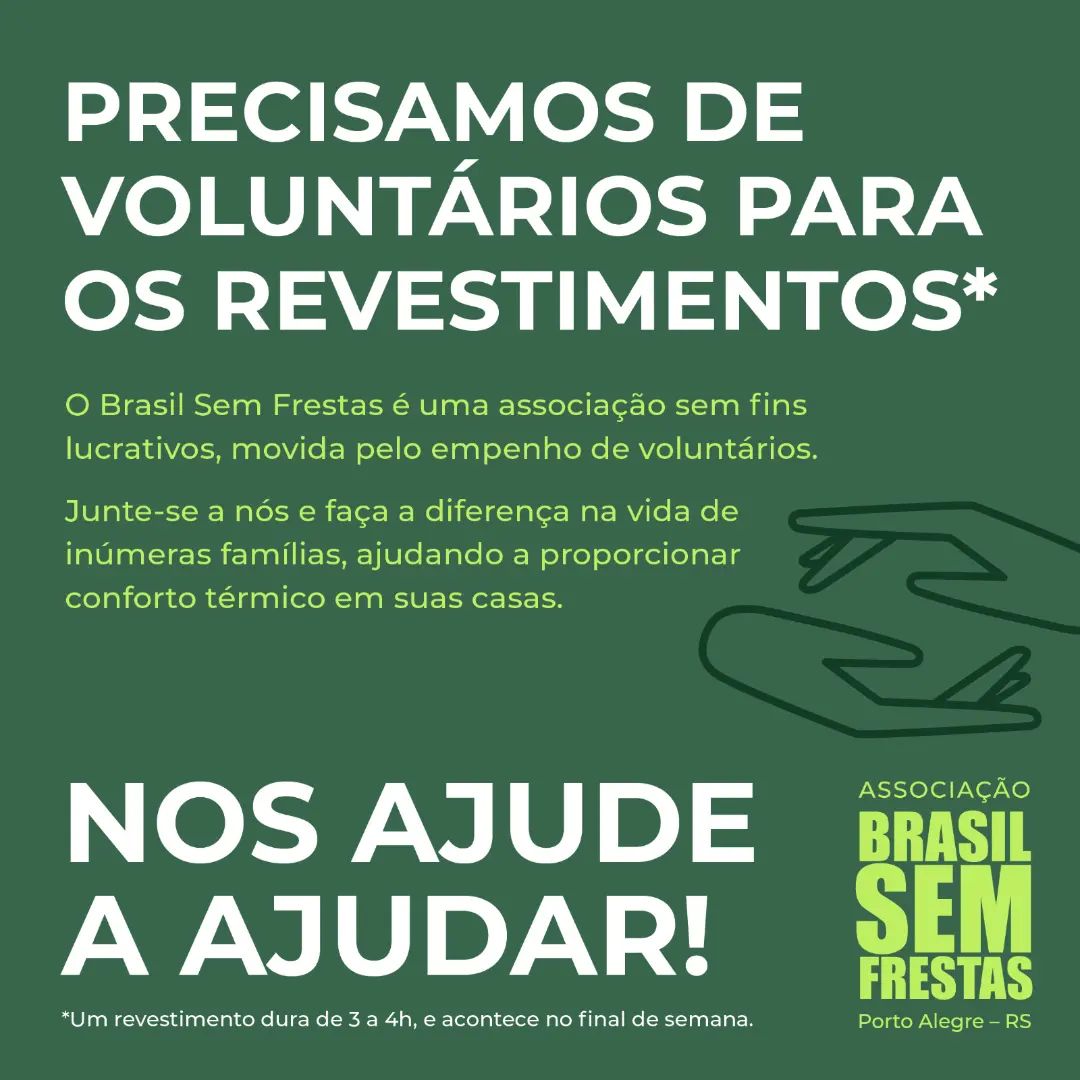 PRECISAMOS DE
VOLUNTÁRIOS PARA
OS REVESTIMENTOS*
O Brasil Sem Frestas é uma associação sem fins
lucrativos, movida pelo empenho de voluntários.
Junte-se a nós e faça a diferença na vida de
inúmeras famílias, ajudando a proporcionar
conforto térmico em suas casas.
NOS AJUDE
A AJUDAR!
*Um revestimento dura de 3 a 4h, e acontece no final de semana.
ASSOCIAÇÃO
BRASIL
SEM
FRESTAS
Porto Alegre – RS